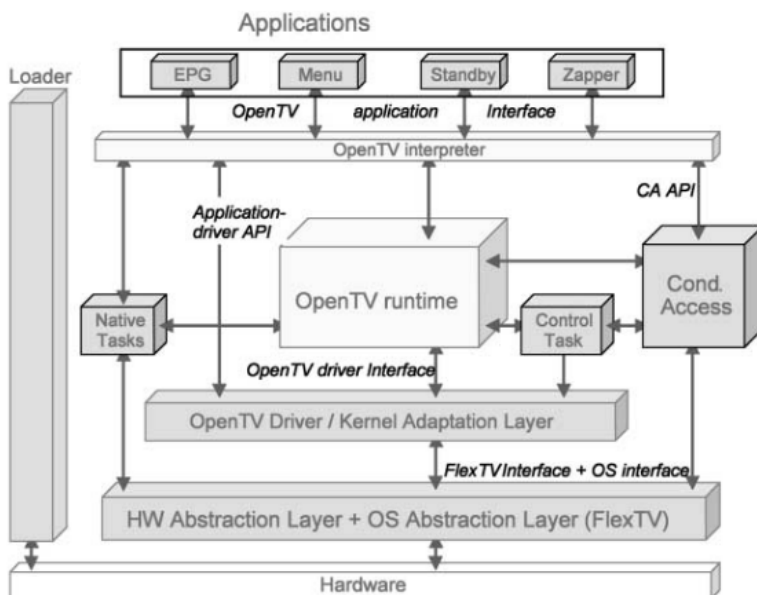 Applications
Loader
EPG Menu Standby Zapper
OpenTV application Interface
OpenTV interpreter
CA API
Application-
driver API
OpenTV runtime
Cond.
Access
Native
Tasks
Control
Task
OpenTV driver Interface
OpenTV Driver / Kernel Adaptation Layer
FlexTV Interface + OS interface
HW Abstraction Layer + OS Abstraction Layer (FlexTV)
Hardware